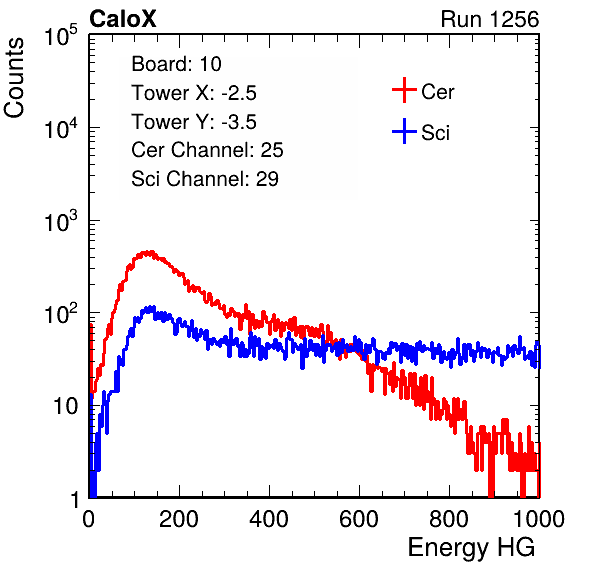 CaloX Run 1256
Counts
Board: 10
Tower X: -2.5
Tower Y: -3.5
Cer Channel: 25
Sci Channel: 29
Cer
Sci
10^5
10^4
10^3
10^2
10
1
0 200 400 600 800 1000
Energy HG